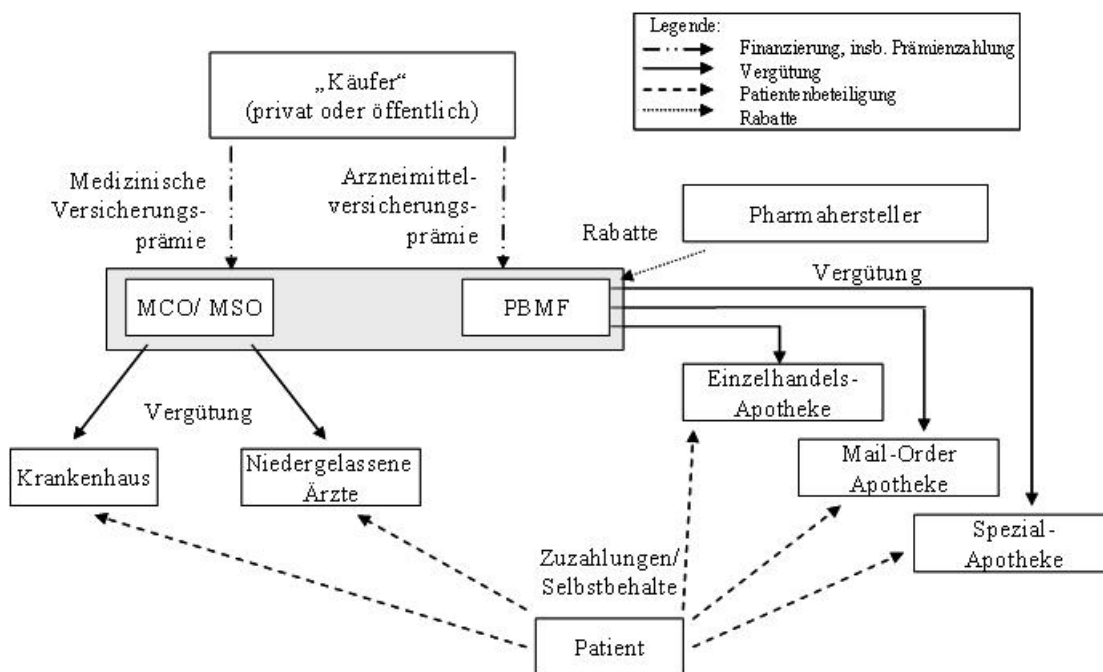 Legende:
Finanzierung, insb. Prämienzahlung
Vergütung
Patientenbeteiligung
Rabatte
„Käufer“
(privat oder öffentlich)
Medizinische
Versicherungs-
prämie
Arzneimittel-
versicherungs-
prämie
Pharmahersteller
Rabatte
Vergütung
MCO/ MSO
PBMF
Einzelhandels-
Apotheke
Vergütung
Krankenhaus
Niedergelassene
Ärzte
Mail-Order
Apotheke
Spezial-
Apotheke
Zuzahlungen/
Selbstbehalte
Patient